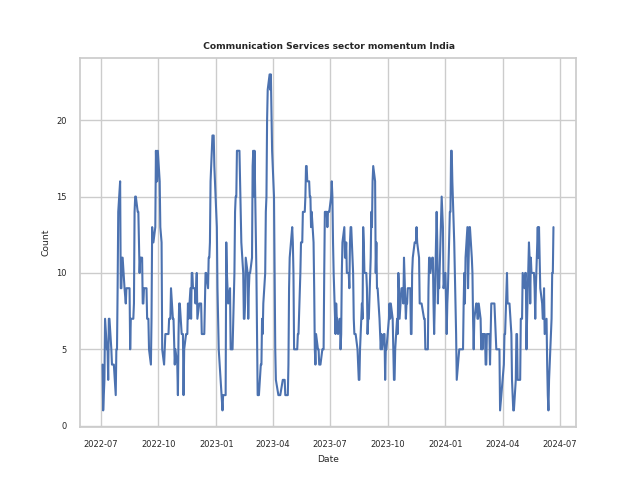 Communication Services sector momentum India
20
15
10
5
0
Count
2022-07 2022-10 2023-01 2023-04 2023-07 2023-10 2024-01 2024-04 2024-07
Date